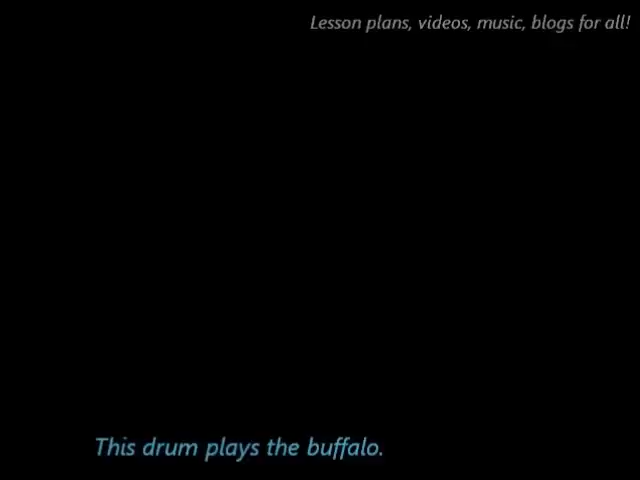 Lesson plans, videos, music, blogs for all!
This drum plays the buffalo.